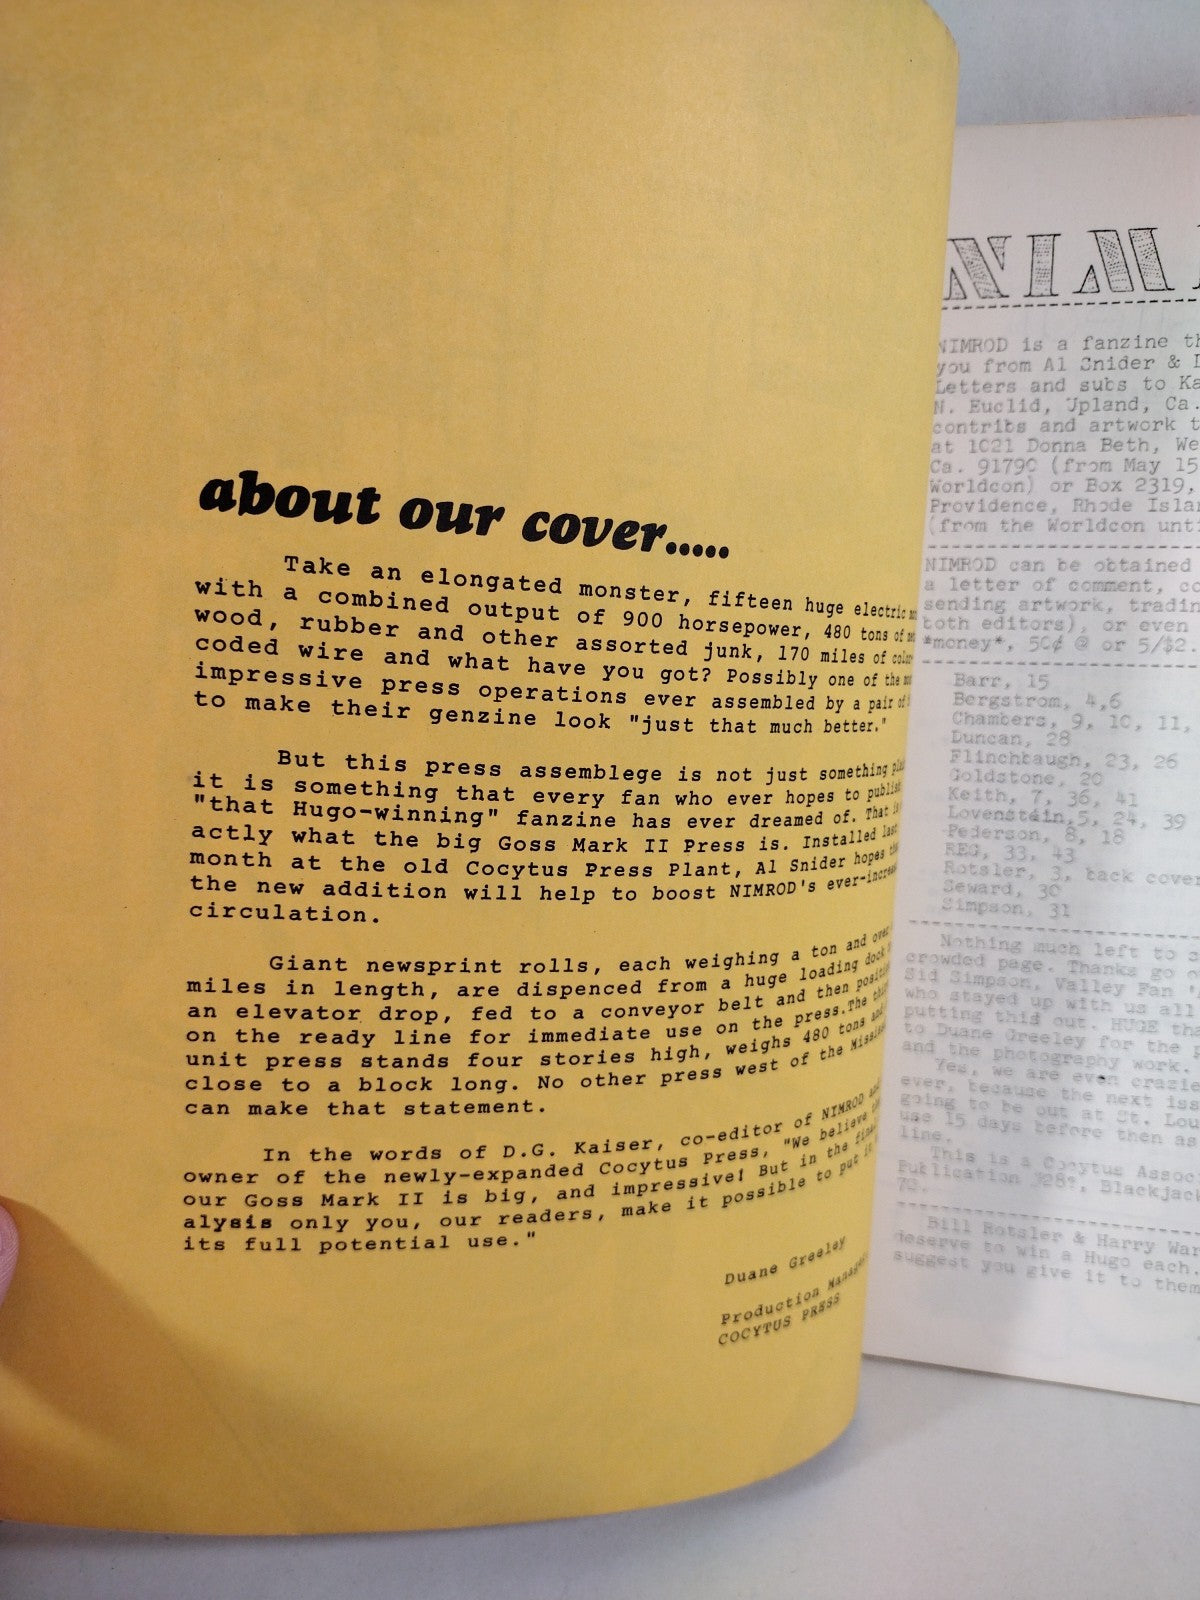 about our cover.....
Take an elongated monster, fifteen huge electric
with a combined output of 900 horsepower, 480 tons of
wood, rubber and other assorted junk, 170 miles of color
coded wire and what have you got? Possibly one of the
impressive press operations ever assembled by a pair of
to make their genzine look "just that much better."
But this press assemblege is not just something
it is something that every fan who ever hopes to publish
"that Hugo-winning" fanzine has ever dreamed of. That is
actly what the big Goss Mark II Press is. Installed last
month at the old Cocytus Press Plant, Al Snider hopes
the new addition will help to boost NIMROD's ever-increas
circulation.
Giant newsprint rolls, each weighing a ton and over
miles in length, are dispenced from a huge loading dock
an elevator drop, fed to a conveyor belt and then position
on the ready line for immediate use on the press.The
unit press stands four stories high, weighs 480 tons and
close to a block long. No other press west of the Mississ
can make that statement.
In the words of D.G. Kaiser, co-editor of NIMROD and
owner of the newly-expanded Cocytus Press, "We believe
our Goss Mark II is big, and impressive! But in the final
alysis only you, our readers, make it possible to put it
its full potential use."
Duane Greeley
Production Manager
COCYTUS PRESS
NIM
NIMROD is a fanzine
you from Al Snider &
Letters and subs to
N. Euclid, Upland, Ca.
contribs and artwork
at 1021 Donna Beth,
Ca. 91790 (from May 15
Worldcon) or Box 2319,
Providence, Rhode
(from the Worldcon
NIMROD can be obtained
a letter of comment,
sending artwork,
both editors), or even
*money*, 50¢ @ or 5/$2.
Barr, 15
Bergstrom, 4,6
Chambers, 9, 10, 11,
Duncan, 28
Flinchbaugh, 23, 26
Goldstone, 20
Keith, 7, 36, 41
Lovenstein,5, 24, 39
Pederson, 8, 18
REG, 33, 43
Rotsler, 3, back cover
Seward, 30
Simpson, 31
Nothing much left to
crowded page. Thanks go
Sid Simpson, Valley Fan
who stayed up with us all
putting this out. HUGE
to Duane Greeley for the
and the photography work.
Yes, we are even
ever, because the next
going to be out at St.
use 15 days before then as
line.
This is a Cocytus
Publication
72.
Bill Rotsler & Harry
deserve to win a Hugo each.
suggest you give it to them